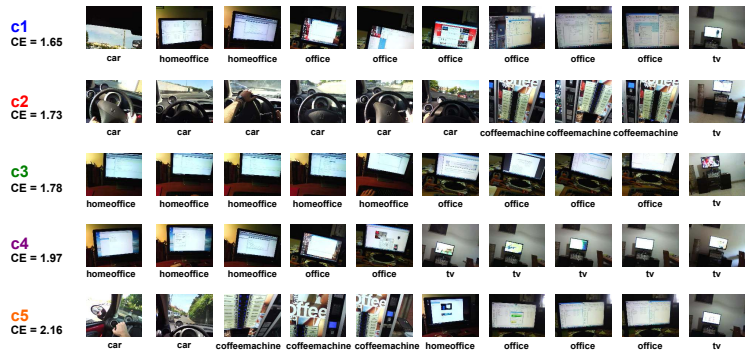 c1
CE = 1.65
car homeoffice homeoffice office office office office office office tv
c2
CE = 1.73
car car car car car car coffeemachine coffeemachine coffeemachine tv
c3
CE = 1.78
homeoffice homeoffice homeoffice homeoffice homeoffice office office office office tv
c4
CE = 1.97
homeoffice homeoffice homeoffice office office tv tv tv tv tv
c5
CE = 2.16
car car coffeemachine coffeemachine coffeemachine homeoffice office office office tv